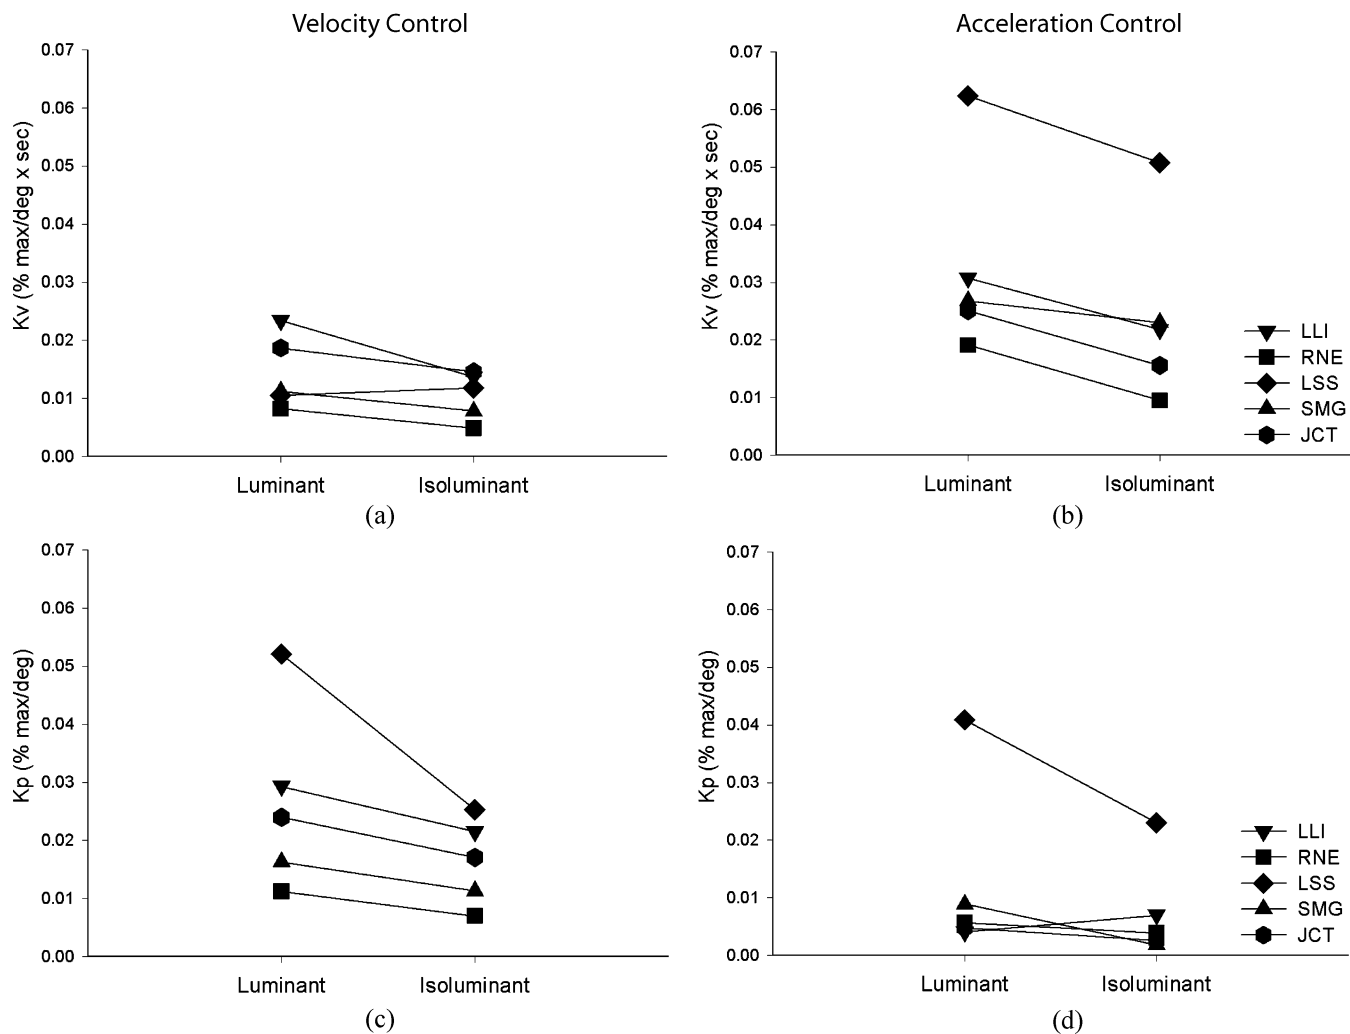 Velocity Control
Acceleration Control
0.07
0.06
0.05
0.04
0.03
0.02
0.01
0.00
Kv (% max/deg x sec)
Luminant
Isoluminant
(a)
0.07
0.06
0.05
0.04
0.03
0.02
0.01
0.00
Kv (% max/deg x sec)
Luminant
Isoluminant
LLI
RNE
LSS
SMG
JCT
(b)
0.07
0.06
0.05
0.04
0.03
0.02
0.01
0.00
Kp (% max/deg)
Luminant
Isoluminant
(c)
0.07
0.06
0.05
0.04
0.03
0.02
0.01
0.00
Kp (% max/deg)
Luminant
Isoluminant
LLI
RNE
LSS
SMG
JCT
(d)